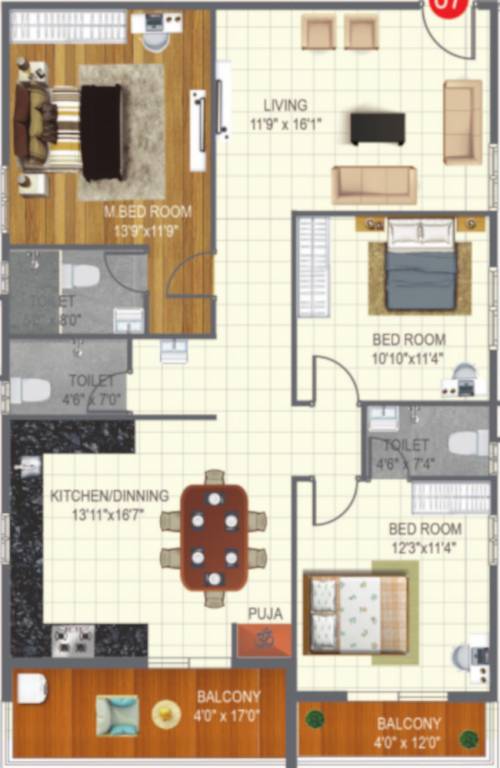 07
LIVING
11'9" x 16'1"
M.BED ROOM
13'9"x11'9"
TOILET
8'0"
BED ROOM
10'10"x11'4"
TOILET
4'6" x 7'0"
TOILET
4'6" x 7'4"
KITCHEN/DINNING
13'11"x16'7"
BED ROOM
12'3"x11'4"
PUJA
ॐ
BALCONY
4'0" x 17'0"
BALCONY
4'0" x 12'0"